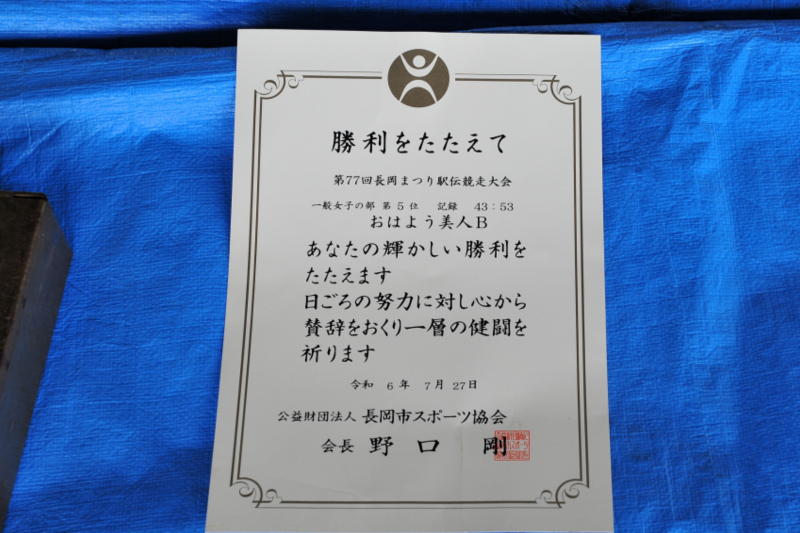 勝利をたたえて
第77回長岡まつり駅伝競走大会
一般女子の部 第 5 位 記録 43：53
おはよう美人B
あなたの輝かしい勝利を
たたえます
日ごろの努力に対し心から
賛辞をおくり一層の健闘を
祈ります
令和 6 年 7 月 27 日
公益財団法人 長岡市スポーツ協会
会長 野口 剛